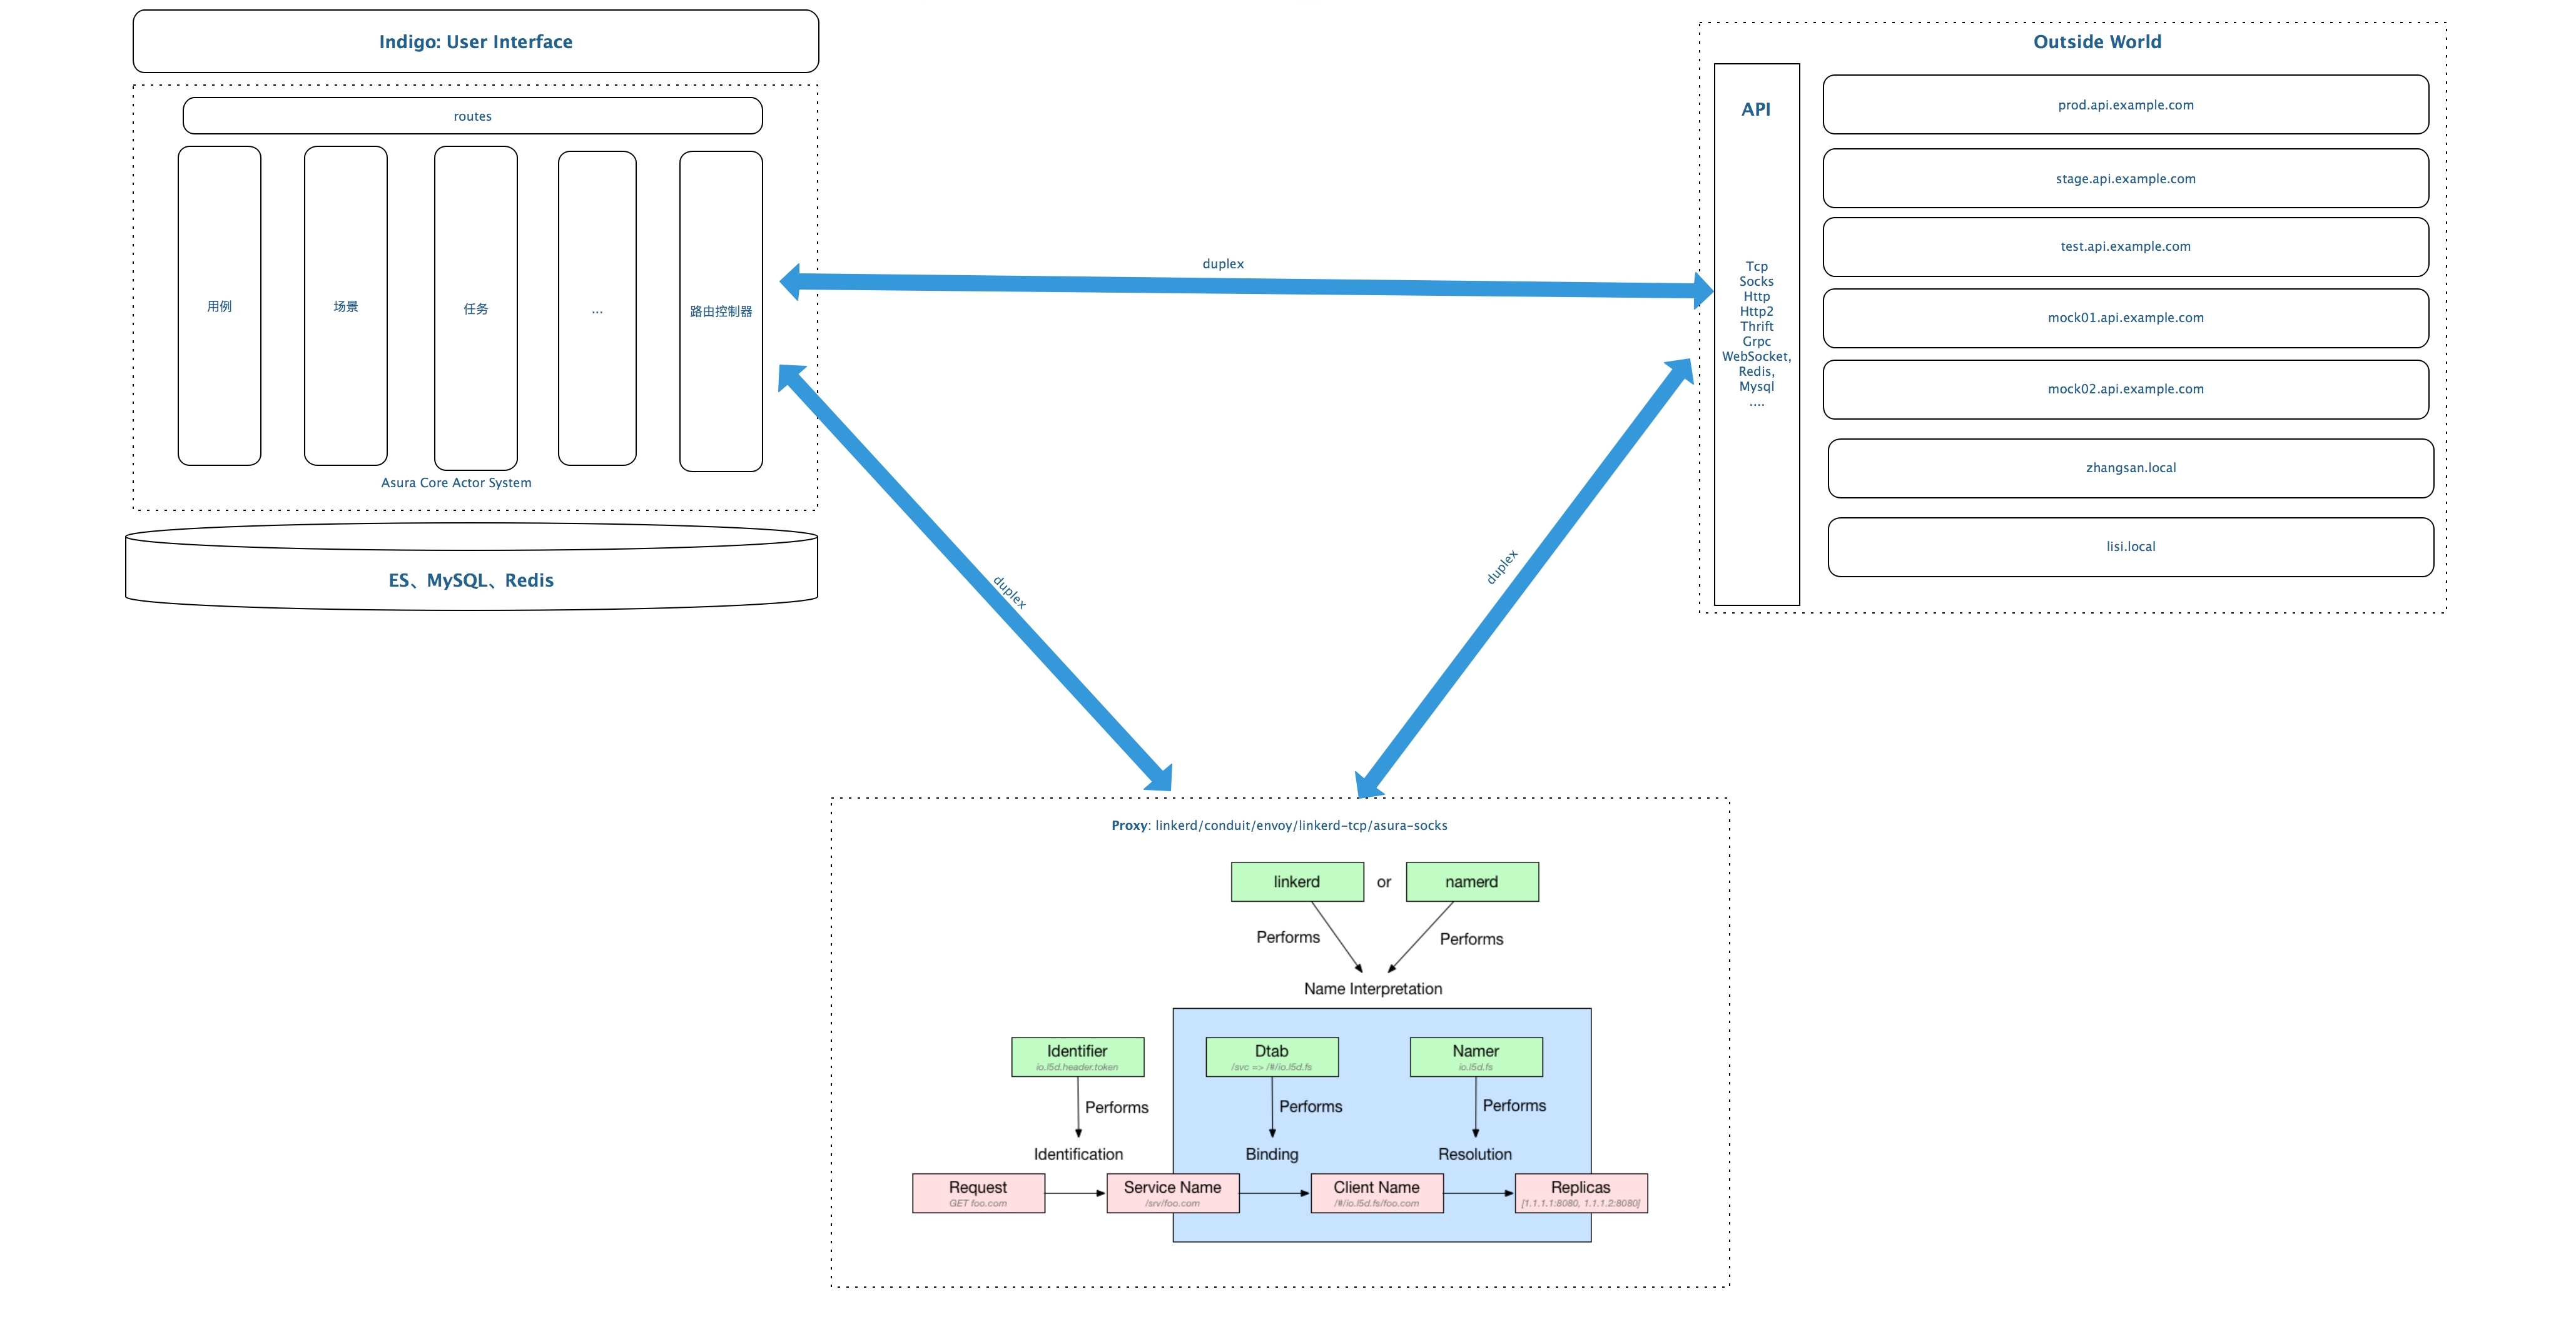 Indigo: User Interface
routes
用例
场景
任务
...
路由控制器
Asura Core Actor System
ES、MySQL、Redis
duplex
duplex
duplex
Outside World
API
Tcp
Socks
Http
Http2
Thrift
Grpc
WebSocket,
Redis,
Mysql
....
prod.api.example.com
stage.api.example.com
test.api.example.com
mock01.api.example.com
mock02.api.example.com
zhangsan.local
lisi.local
Proxy: linkerd/conduit/envoy/linkerd-tcp/asura-socks
linkerd
or
namerd
Performs
Performs
Name Interpretation
Identifier
io.l5d.header.token
Dtab
/svc => /#/io.l5d.fs
Namer
io.l5d.fs
Performs
Performs
Performs
Identification
Binding
Resolution
Request
GET foo.com
Service Name
/srv/foo.com
Client Name
/#/io.l5d.fs/foo.com
Replicas
[1.1.1.1:8080, 1.1.1.2:8080]